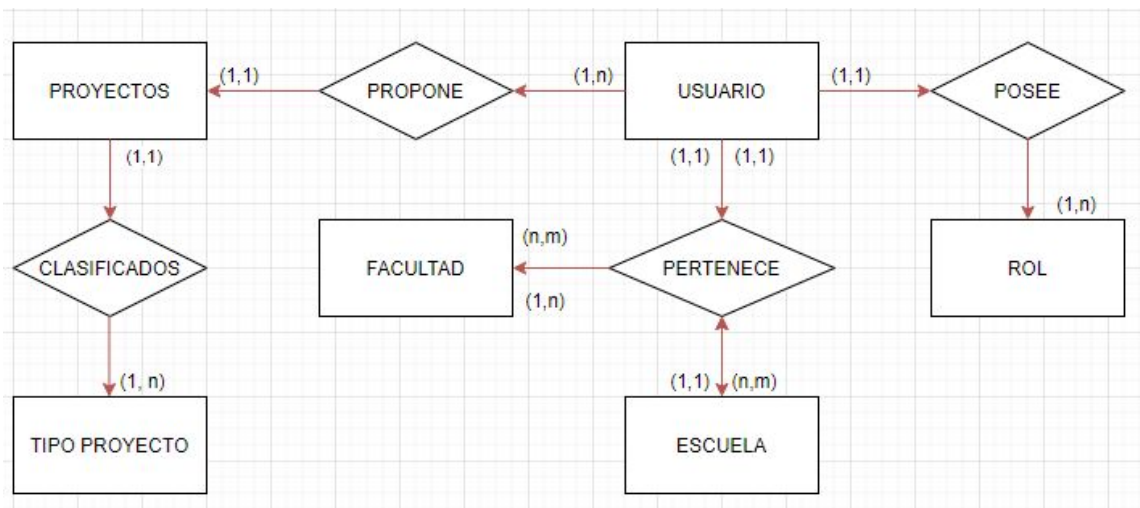 PROYECTOS (1,1) PROPONE (1,n) USUARIO (1,1) POSEE
(1,1) (1,1) (1,1)
(1,n)
CLASIFICADOS FACULTAD (n,m) PERTENECE ROL
(1,n)
(1, n) (1,1) (n,m)
TIPO PROYECTO ESCUELA